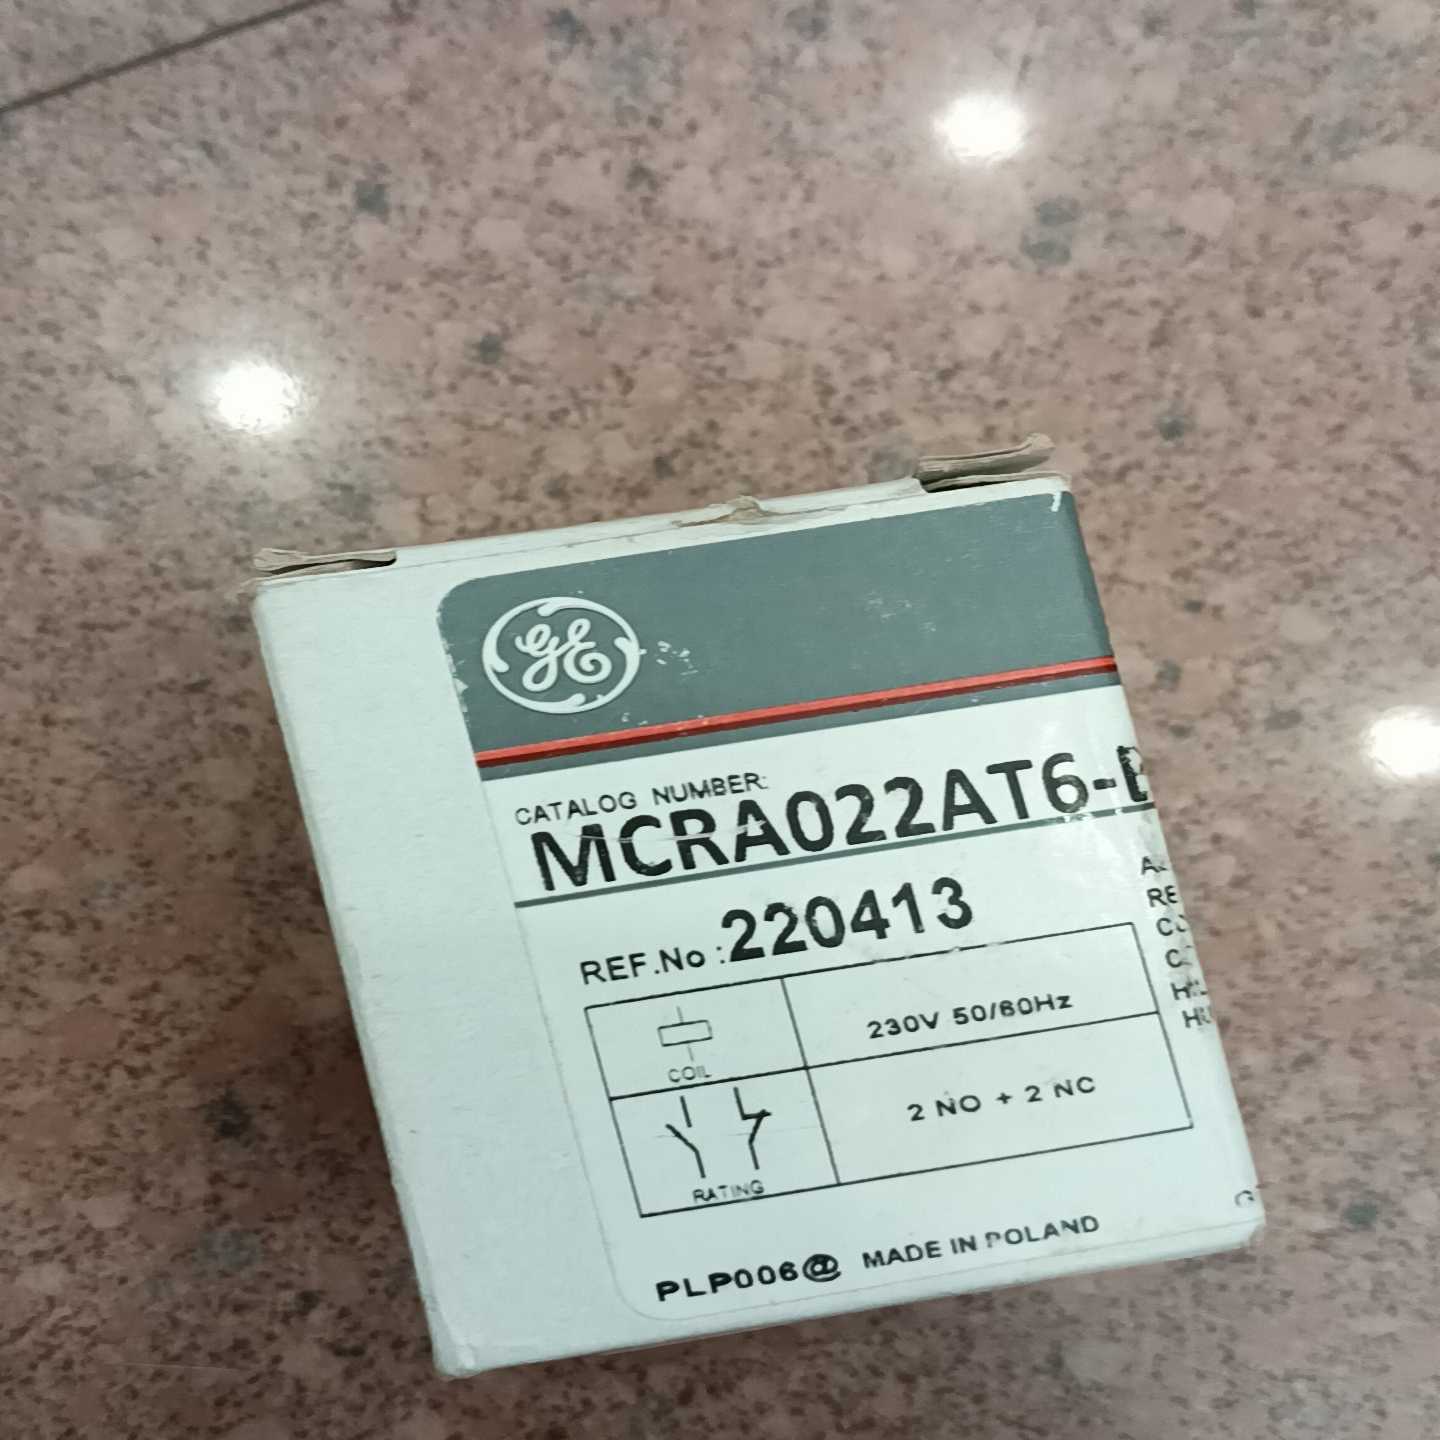 GE
CATALOG NUMBER:
MCRA022AT6-
REF.No :220413
COIL
230V 50/60Hz
RATING
2 NO + 2 NC
PLP006@ MADE IN POLAND